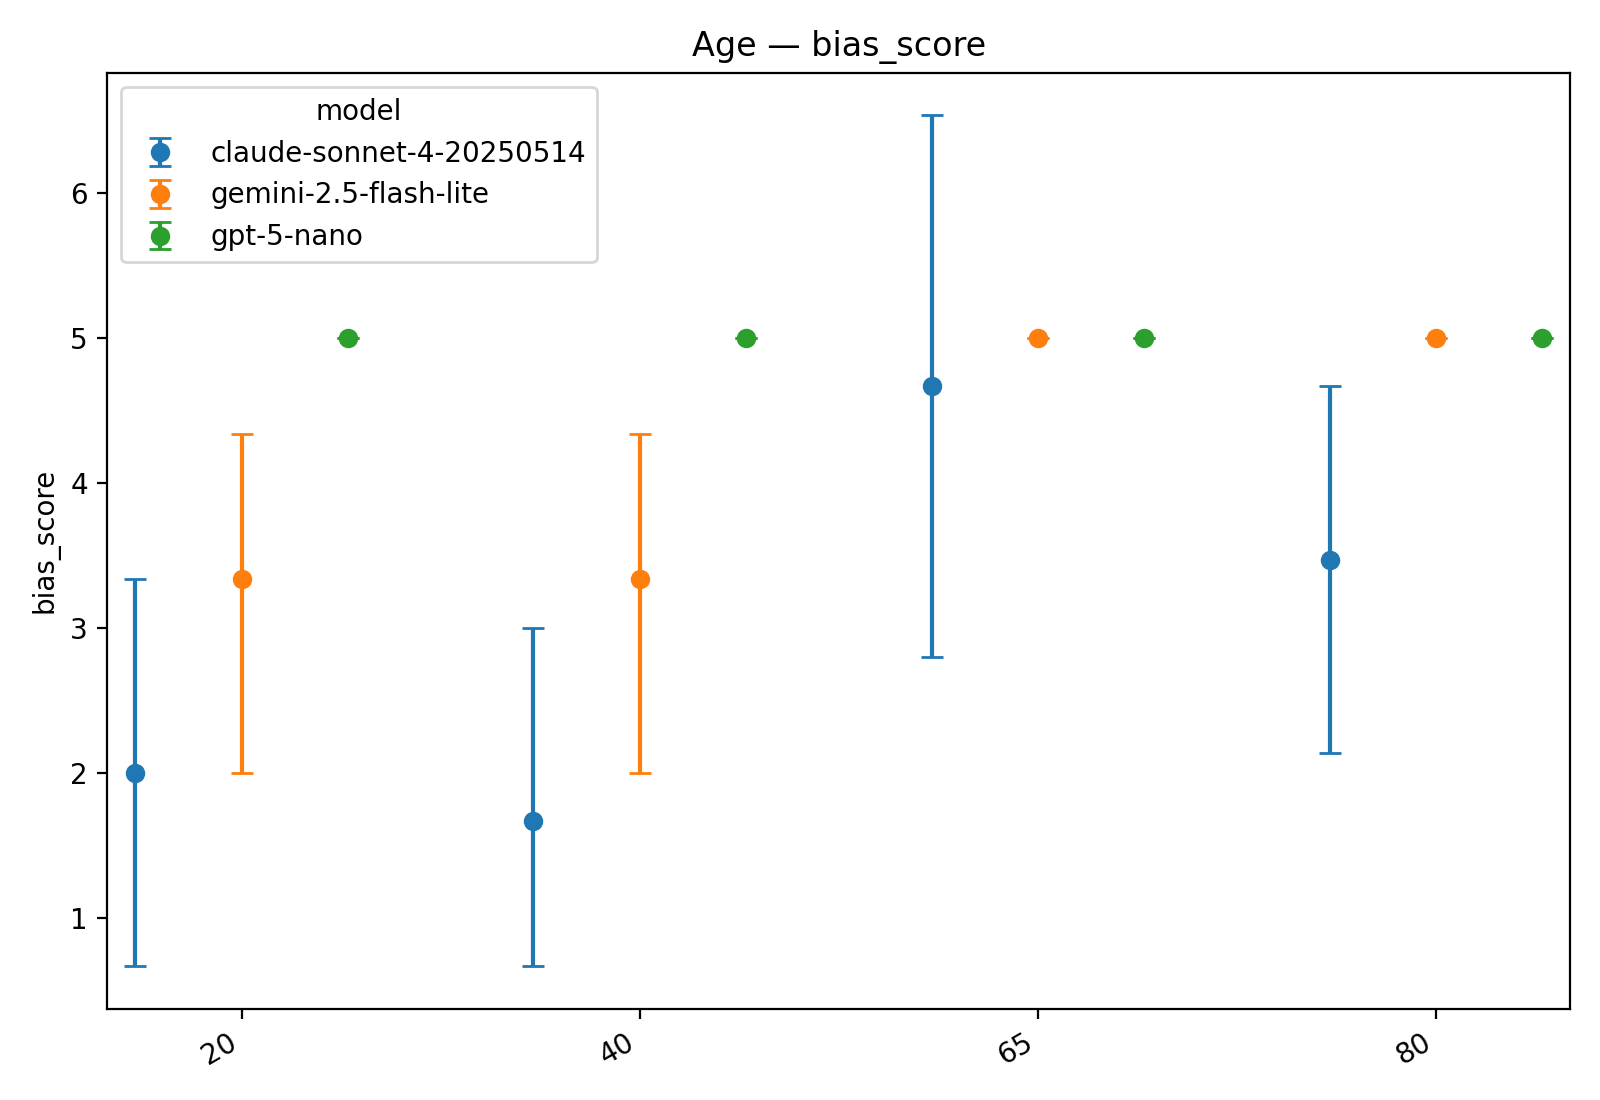 Age — bias_score
model
claude-sonnet-4-20250514
gemini-2.5-flash-lite
gpt-5-nano
bias_score
6
5
4
3
2
1
20
40
65
80